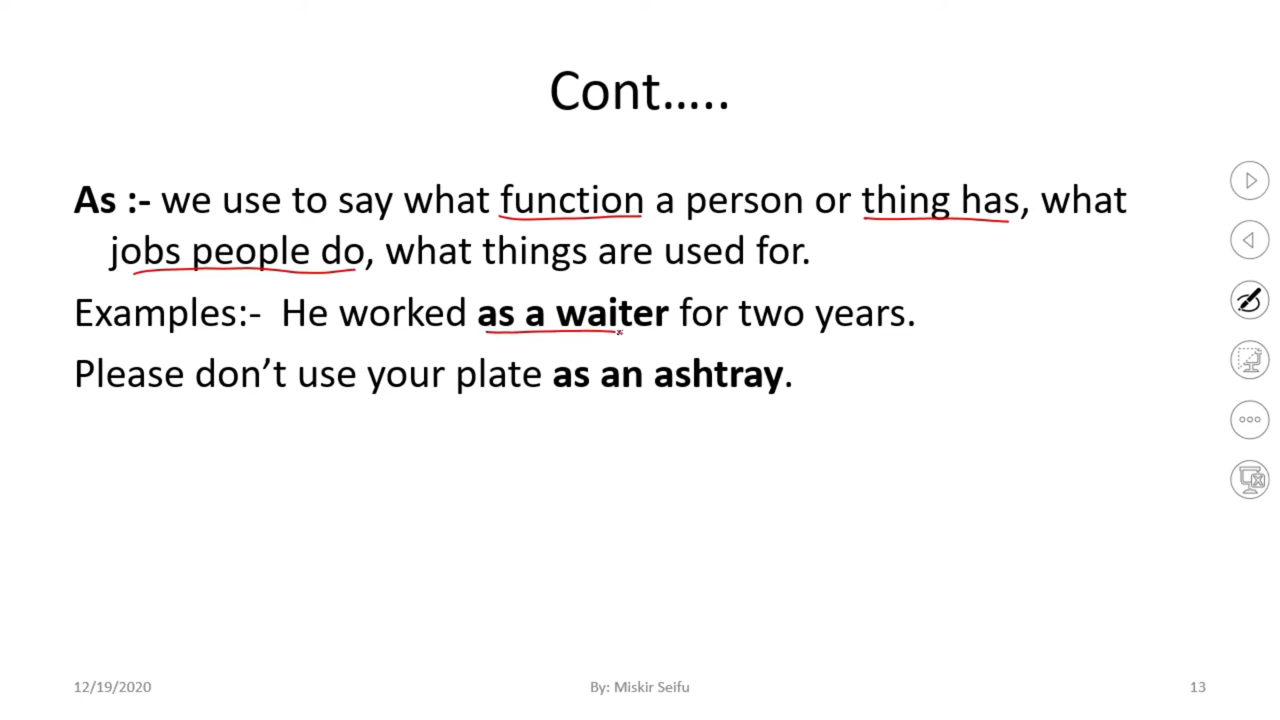 Cont…..
As :- we use to say what function a person or thing has, what
jobs people do, what things are used for.
Examples:-  He worked as a waiter for two years.
Please don’t use your plate as an ashtray.
12/19/2020
By: Miskir Seifu
13